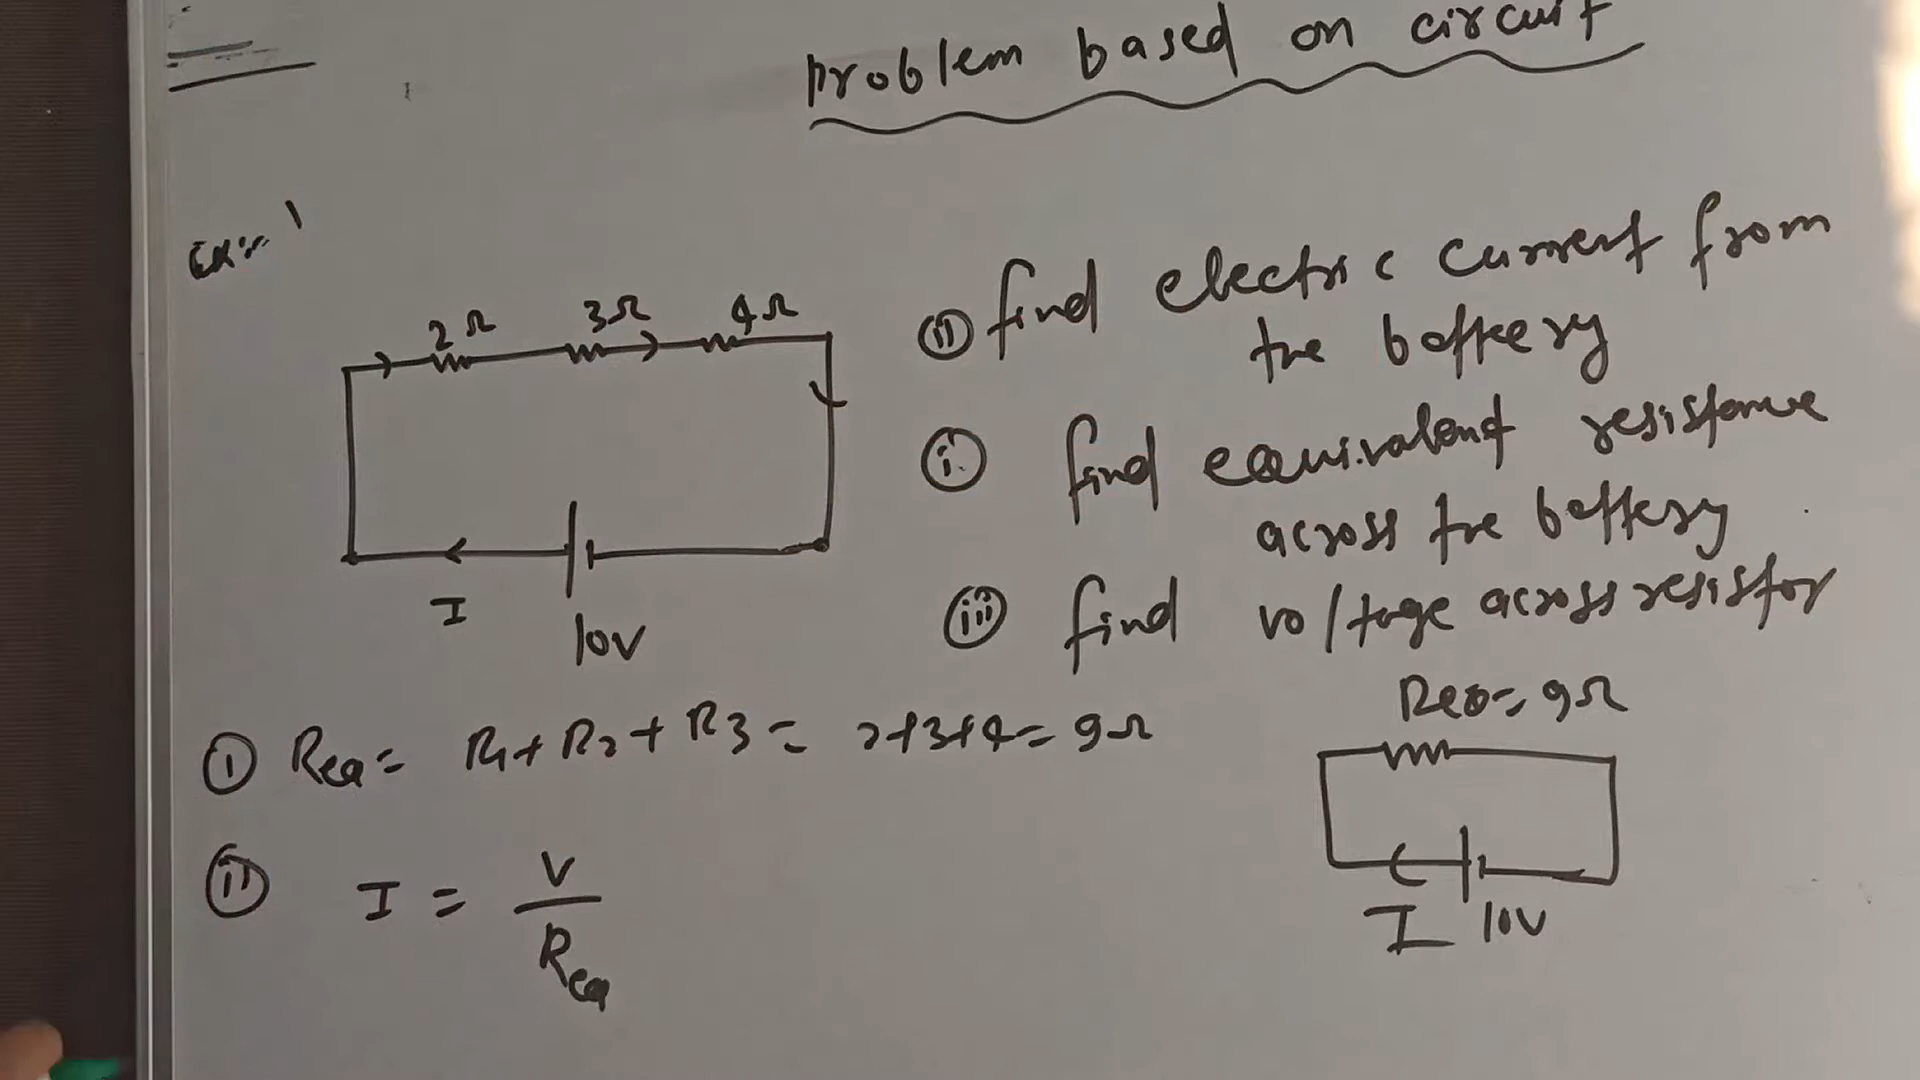 Problem based on circuit
Ex:- 1
2Ω 3Ω 4Ω
I
10V
(ii) find electric current from
the battery
(i) find equivalent resistance
across the battery
(iii) find voltage across resistor
(i) Req = R1 + R2 + R3 = 2+3+4 = 9Ω
Req = 9Ω
I 10V
(ii) I = V
Req